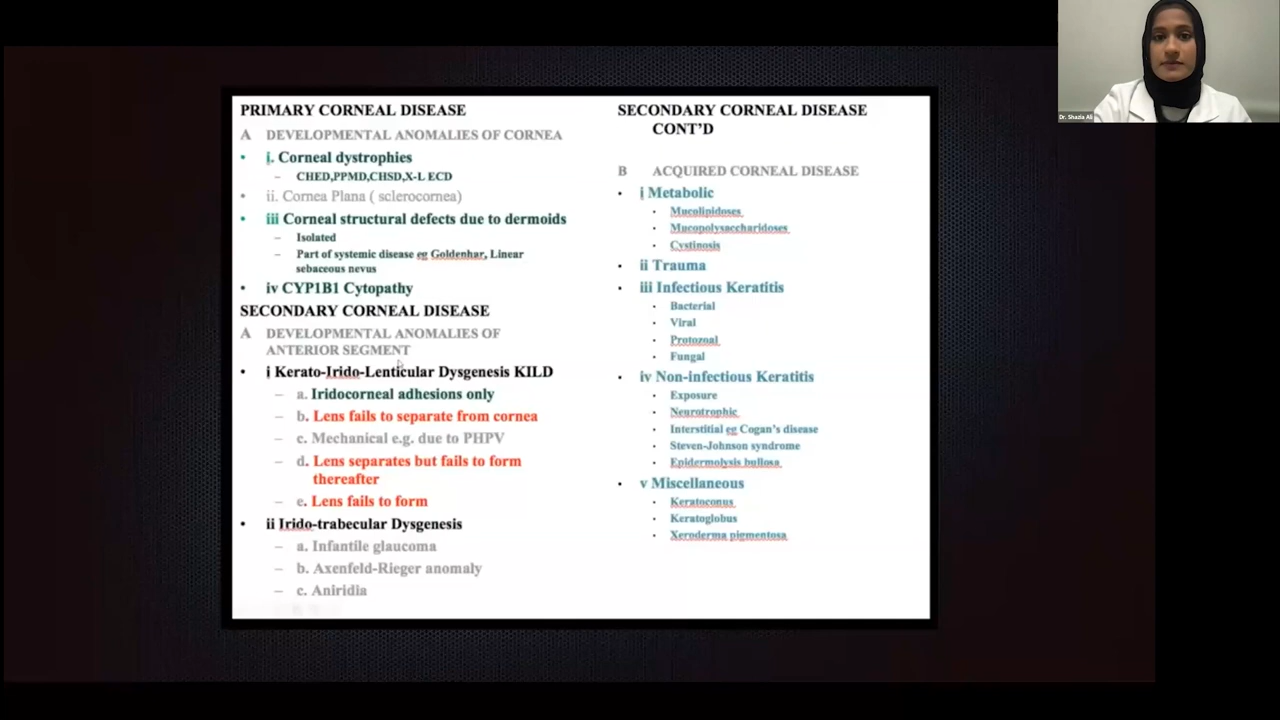 PRIMARY CORNEAL DISEASE
A DEVELOPMENTAL ANOMALIES OF CORNEA
• i. Corneal dystrophies
– CHED,PPMD,CHSD,X-L ECD
• ii. Cornea Plana ( sclerocornea)
• iii Corneal structural defects due to dermoids
– Isolated
– Part of systemic disease eg Goldenhar, Linear
sebaceous nevus
• iv CYP1B1 Cytopathy
SECONDARY CORNEAL DISEASE
A DEVELOPMENTAL ANOMALIES OF
ANTERIOR SEGMENT
• i Kerato-Irido-Lenticular Dysgenesis KILD
– a. Iridocorneal adhesions only
– b. Lens fails to separate from cornea
– c. Mechanical e.g. due to PHPV
– d. Lens separates but fails to form
thereafter
– e. Lens fails to form
• ii Irido-trabecular Dysgenesis
– a. Infantile glaucoma
– b. Axenfeld-Rieger anomaly
– c. Aniridia
SECONDARY CORNEAL DISEASE
CONT'D
B ACQUIRED CORNEAL DISEASE
• i Metabolic
• Mucolipidoses
• Mucopolysaccharidoses
• Cystinosis
• ii Trauma
• iii Infectious Keratitis
• Bacterial
• Viral
• Protozoal
• Fungal
• iv Non-infectious Keratitis
• Exposure
• Neurotrophic
• Interstitial eg Cogan's disease
• Steven-Johnson syndrome
• Epidermolysis bullosa
• v Miscellaneous
• Keratoconus
• Keratoglobus
• Xeroderma pigmentosa
Dr. Shazia Ali